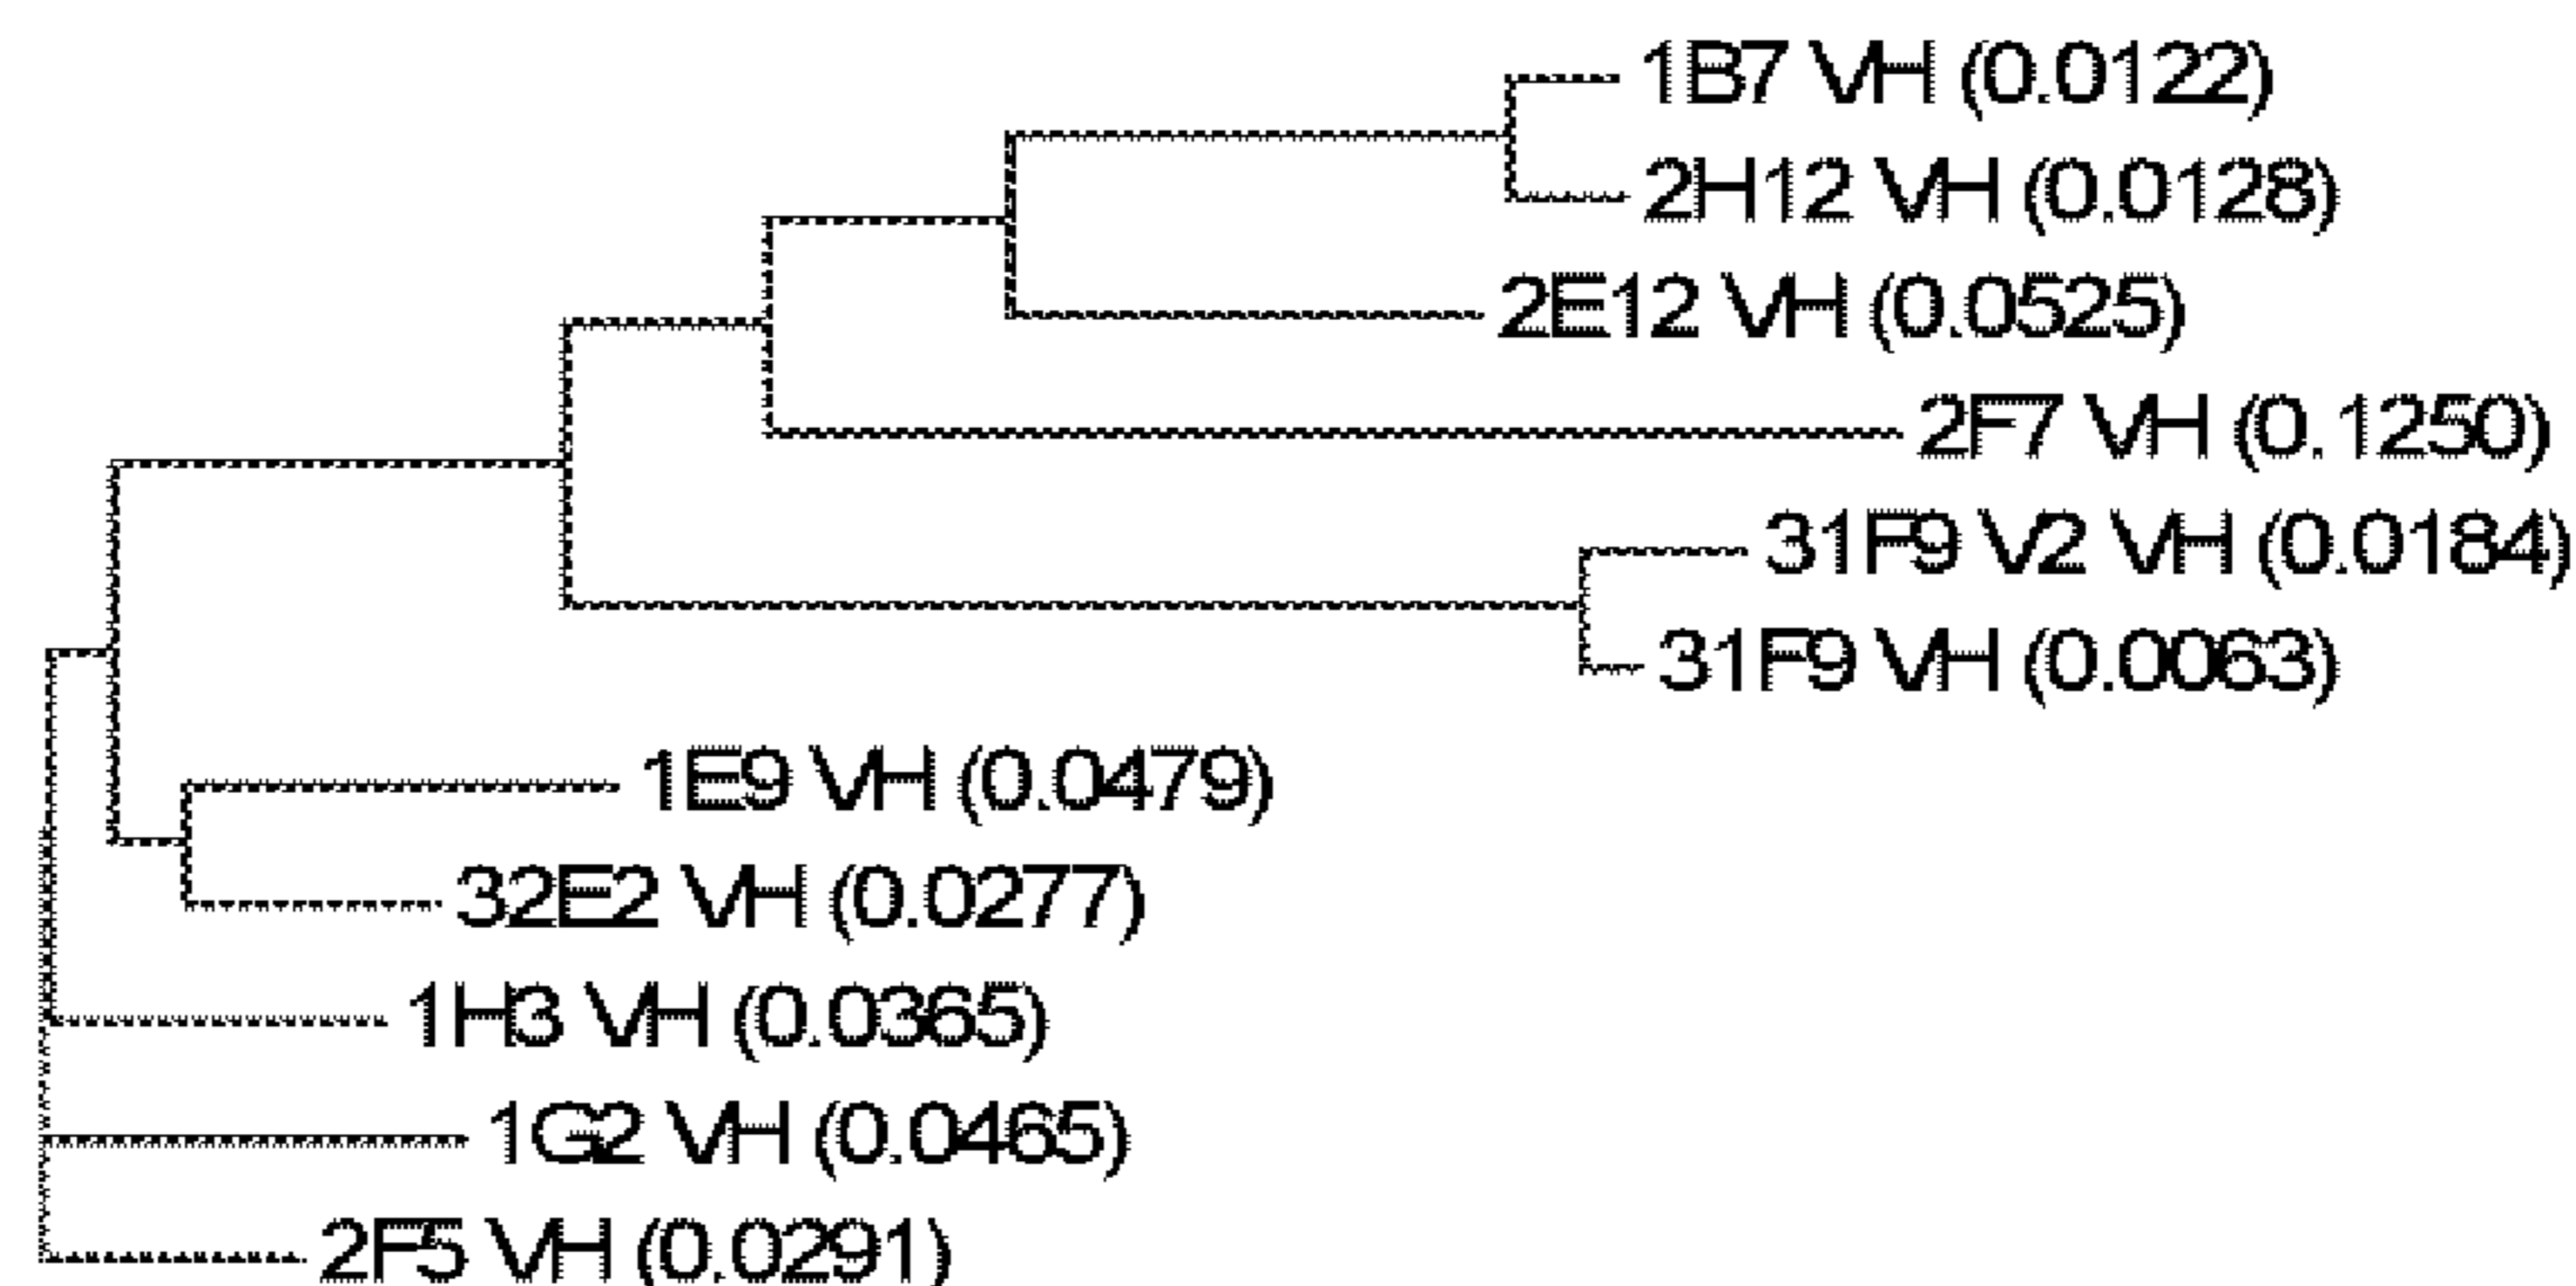 1B7 VH (0.0122)
2H12 VH (0.0128)
2E12 VH (0.0525)
2F7 VH (0.1250)
31F9 V2 VH (0.0184)
31F9 VH (0.0063)
1E9 VH (0.0479)
32E2 VH (0.0277)
1H3 VH (0.0365)
1G2 VH (0.0465)
2F5 VH (0.0291)